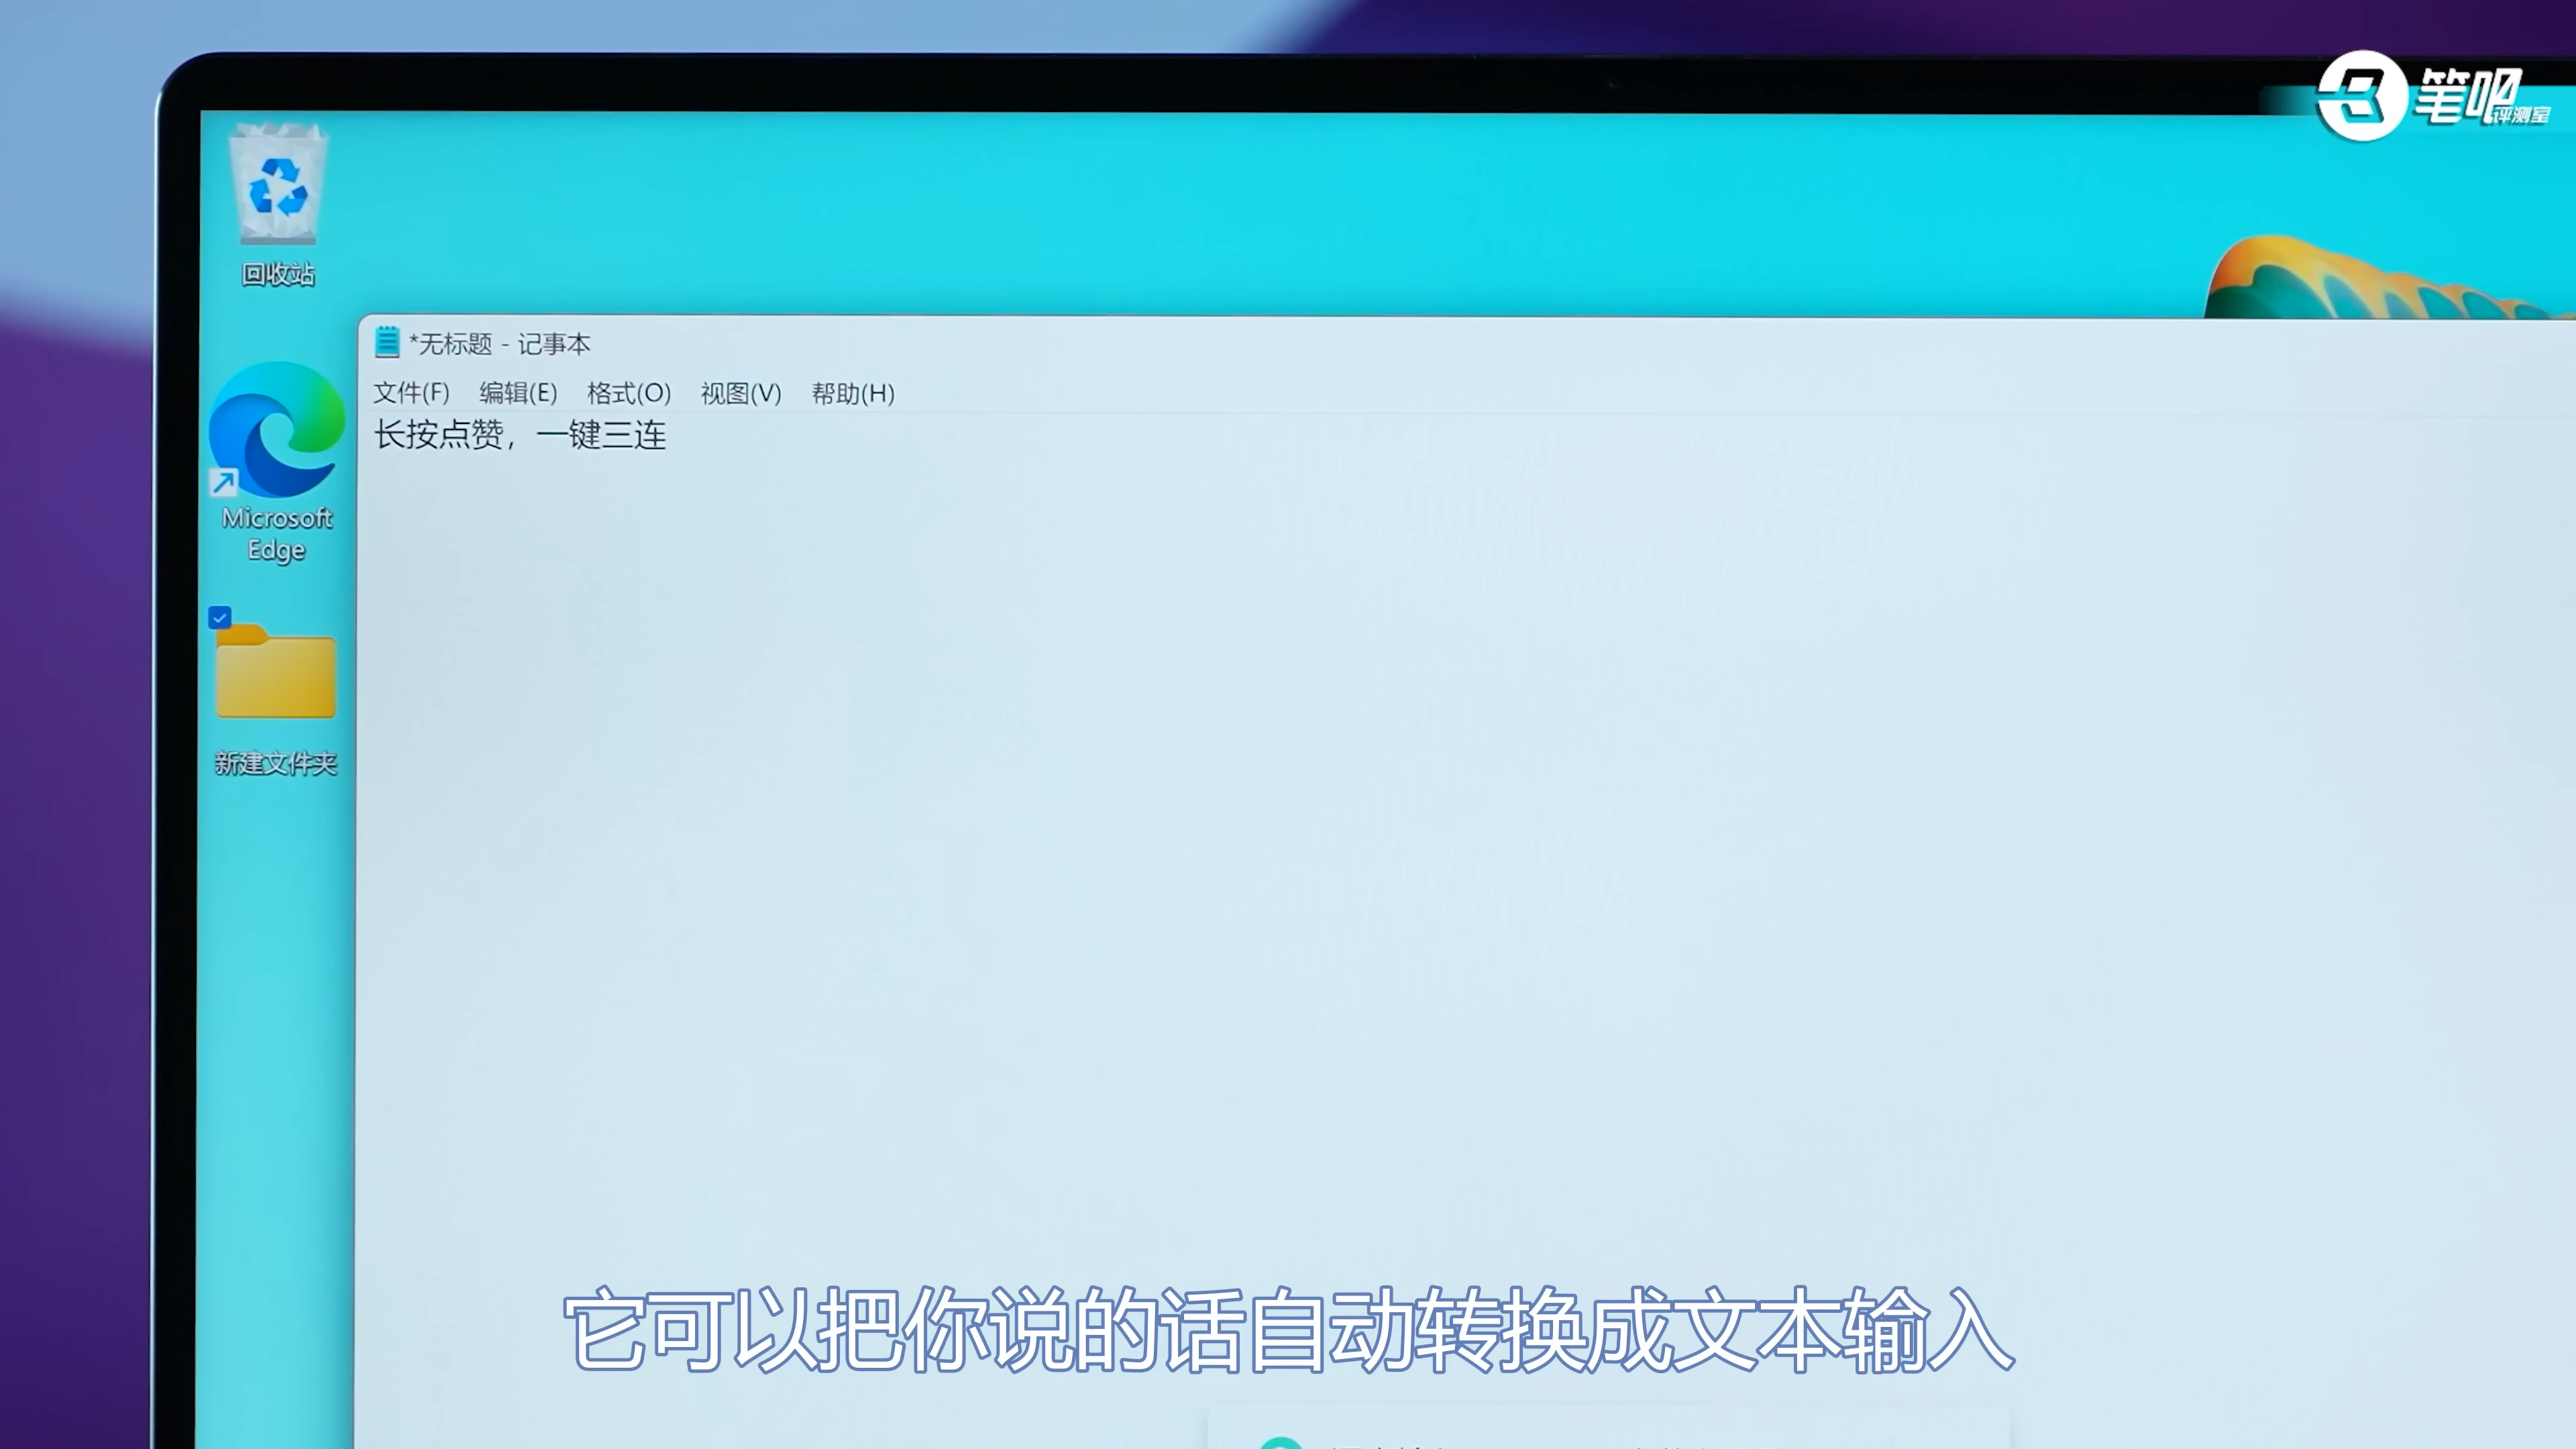 笔吧评测室
回收站
*无标题 - 记事本
文件(F) 编辑(E) 格式(O) 视图(V) 帮助(H)
长按点赞，一键三连
Microsoft
Edge
新建文件夹
它可以把你说的话自动转换成文本输入